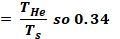 = T_He / T_s so 0.34